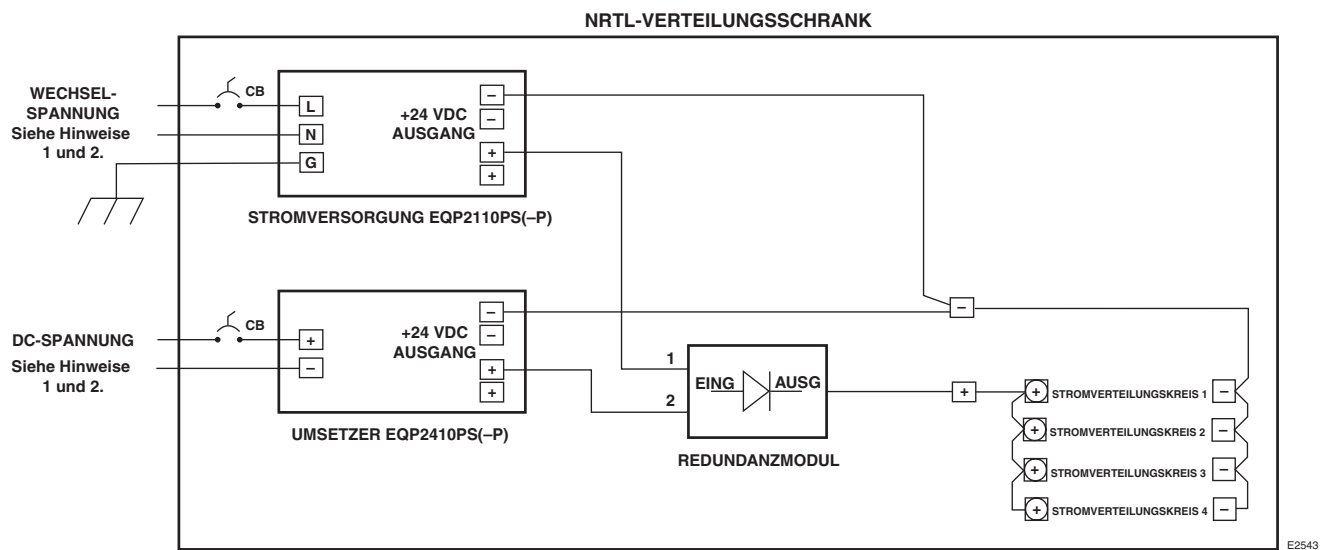 NRTL-VERTEILUNGSSCHRANK
WECHSEL-
SPANNUNG
Siehe Hinweise
1 und 2.
CB
L
N
G
+24 VDC
AUSGANG
–
–
+
+
STROMVERSORGUNG EQP2110PS(–P)
DC-SPANNUNG
Siehe Hinweise
1 und 2.
CB
+
–
+24 VDC
AUSGANG
–
–
+
+
UMSETZER EQP2410PS(–P)
1
2
EING
AUSG
REDUNDANZMODUL
–
+
+ STROMVERTEILUNGSKREIS 1 –
+ STROMVERTEILUNGSKREIS 2 –
+ STROMVERTEILUNGSKREIS 3 –
+ STROMVERTEILUNGSKREIS 4 –
E2543